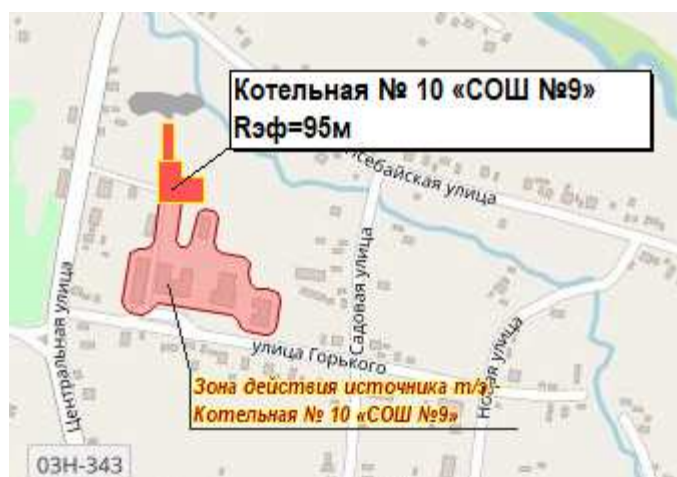 Котельная № 10 «СОШ №9»
Rэф=95м
псебайская улица
Центральная улица
Садовая улица
улица Горького
Новая улица
Зона действия источника т/э.
Котельная № 10 «СОШ №9»
03Н-343